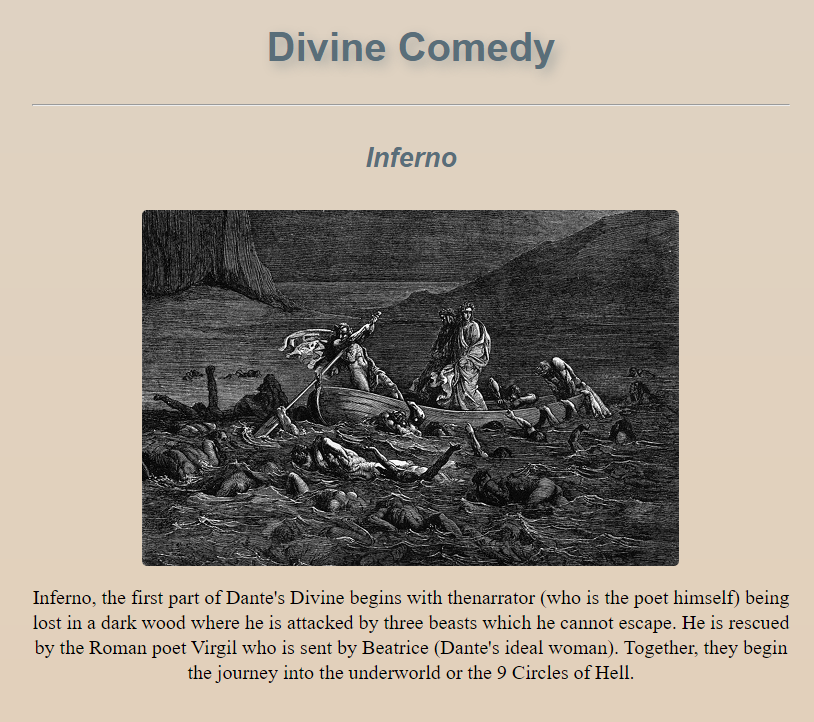 Divine Comedy
Inferno
Inferno, the first part of Dante's Divine begins with thenarrator (who is the poet himself) being
lost in a dark wood where he is attacked by three beasts which he cannot escape. He is rescued
by the Roman poet Virgil who is sent by Beatrice (Dante's ideal woman). Together, they begin
the journey into the underworld or the 9 Circles of Hell.